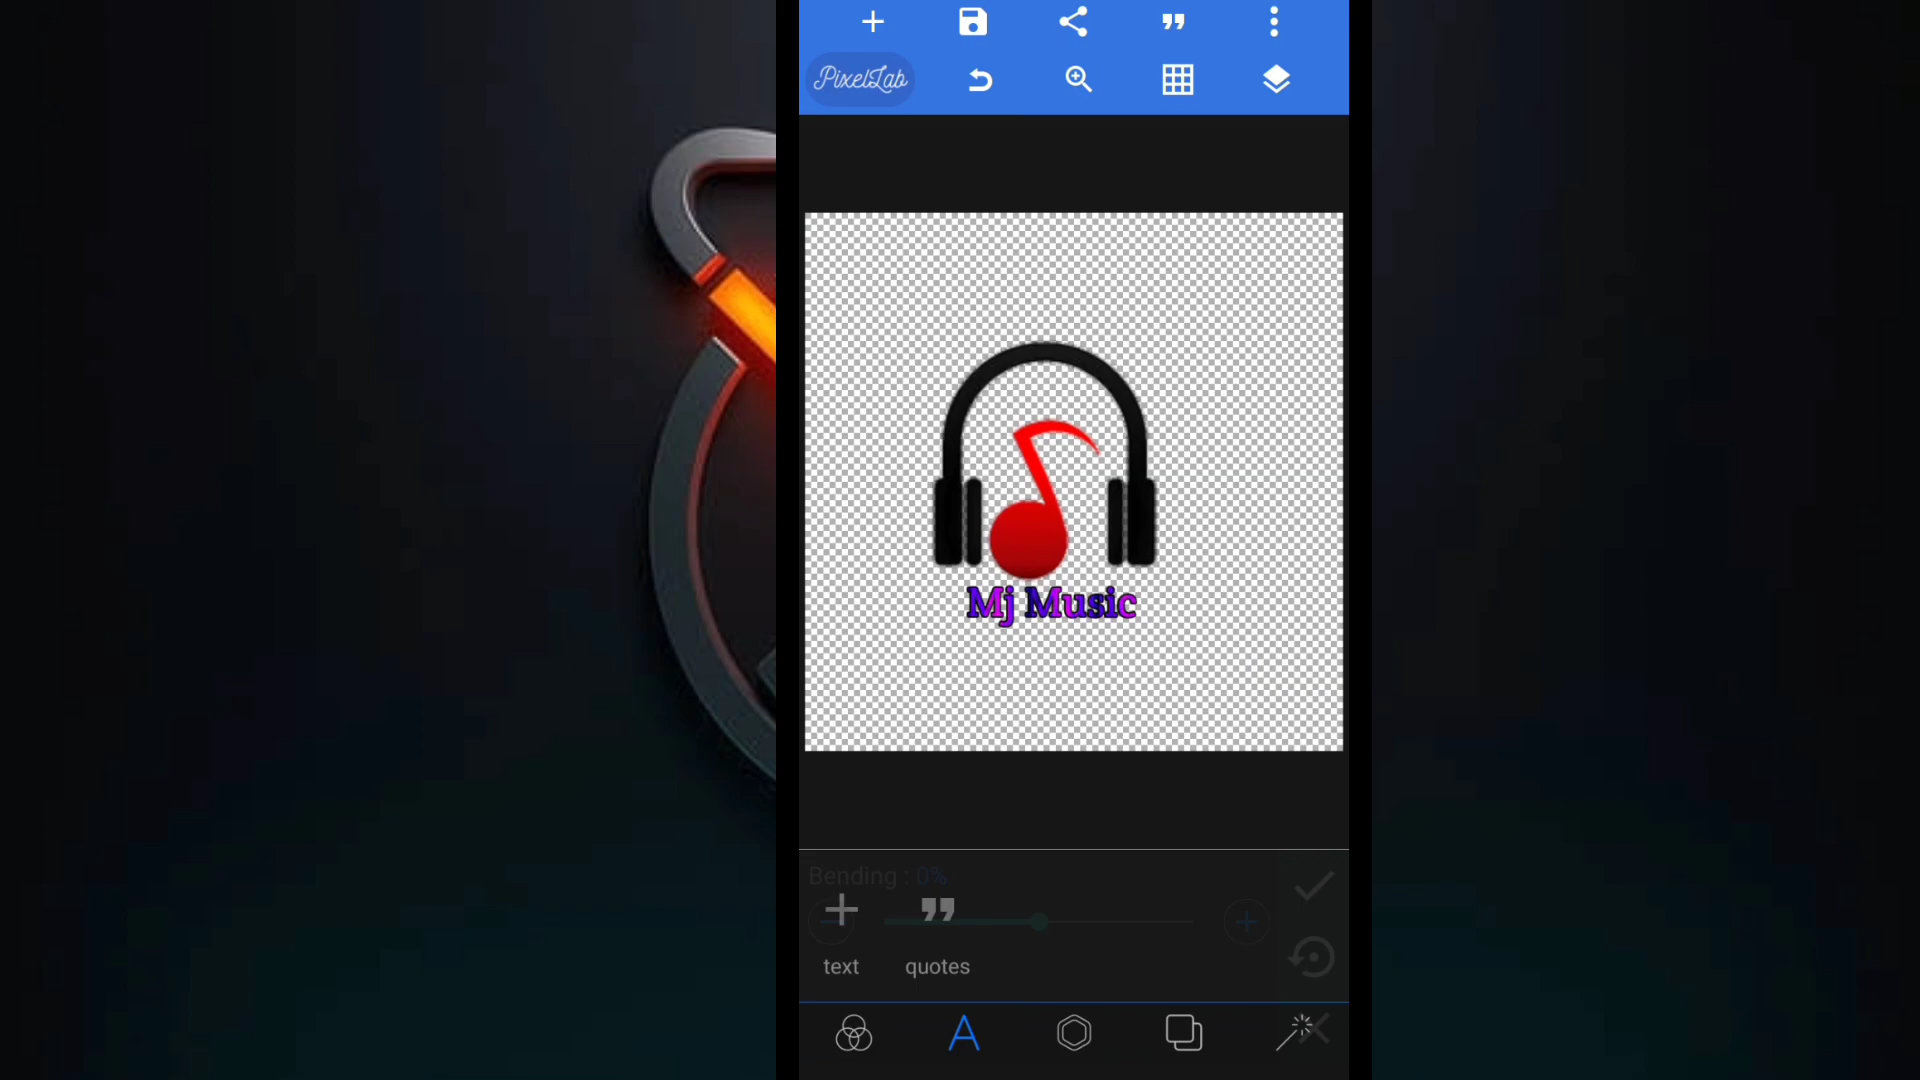 PixelLab
Mj Music
Bending : 0%
text
quotes